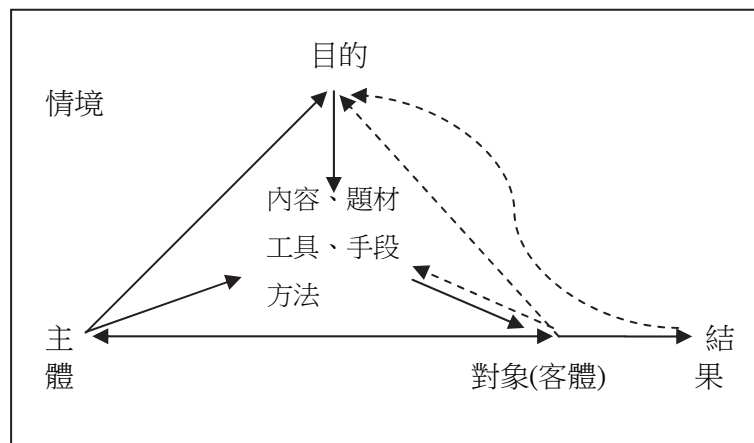 目的
情境
內容、題材
工具、手段
方法
主
體
對象(客體)
結
果